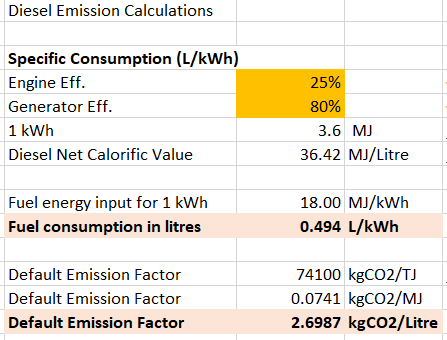 Diesel Emission Calculations
Specific Consumption (L/kWh)
Engine Eff. 25%
Generator Eff. 80%
1 kWh 3.6 MJ
Diesel Net Calorific Value 36.42 MJ/Litre
Fuel energy input for 1 kWh 18.00 MJ/kWh
Fuel consumption in litres 0.494 L/kWh
Default Emission Factor 74100 kgCO2/TJ
Default Emission Factor 0.0741 kgCO2/MJ
Default Emission Factor 2.6987 kgCO2/Litre